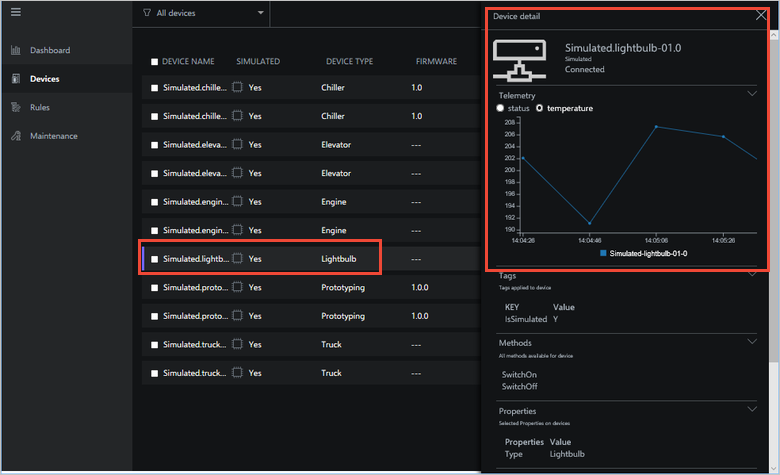 All devices
Dashboard
Devices
Rules
Maintenance
DEVICE NAME SIMULATED DEVICE TYPE FIRMWARE
Simulated.chille... Yes Chiller 1.0
Simulated.chille... Yes Chiller 1.0
Simulated.eleva... Yes Elevator ---
Simulated.eleva... Yes Elevator ---
Simulated.engin... Yes Engine ---
Simulated.engin... Yes Engine ---
Simulated.lightb... Yes Lightbulb ---
Simulated.proto... Yes Prototyping 1.0.0
Simulated.proto... Yes Prototyping 1.0.0
Simulated.truck... Yes Truck ---
Simulated.truck... Yes Truck ---
Device detail
Simulated.lightbulb-01.0
Simulated
Connected
Telemetry
status temperature
208
206
204
202
200
198
196
194
192
190
14:04:26 14:04:46 14:05:06 14:05:26
Simulated-lightbulb-01-0
Tags
Tags applied to device
KEY Value
IsSimulated Y
Methods
All methods available for device
SwitchOn
SwitchOff
Properties
Selected Properties on devices
Properties Value
Type Lightbulb